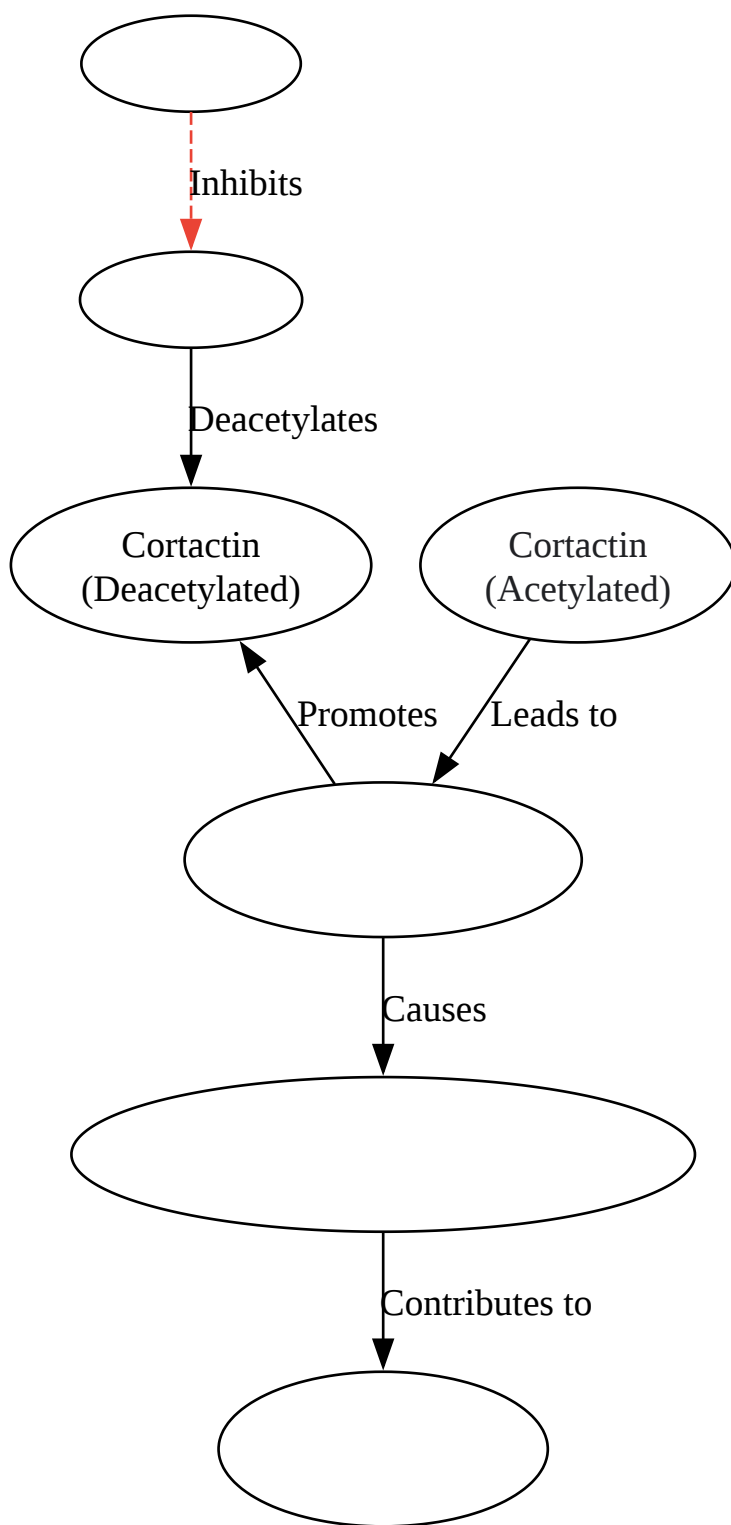 Inhibits
Deacetylates
Cortactin
(Deacetylated)
Cortactin
(Acetylated)
Promotes
Leads to
Causes
Contributes to